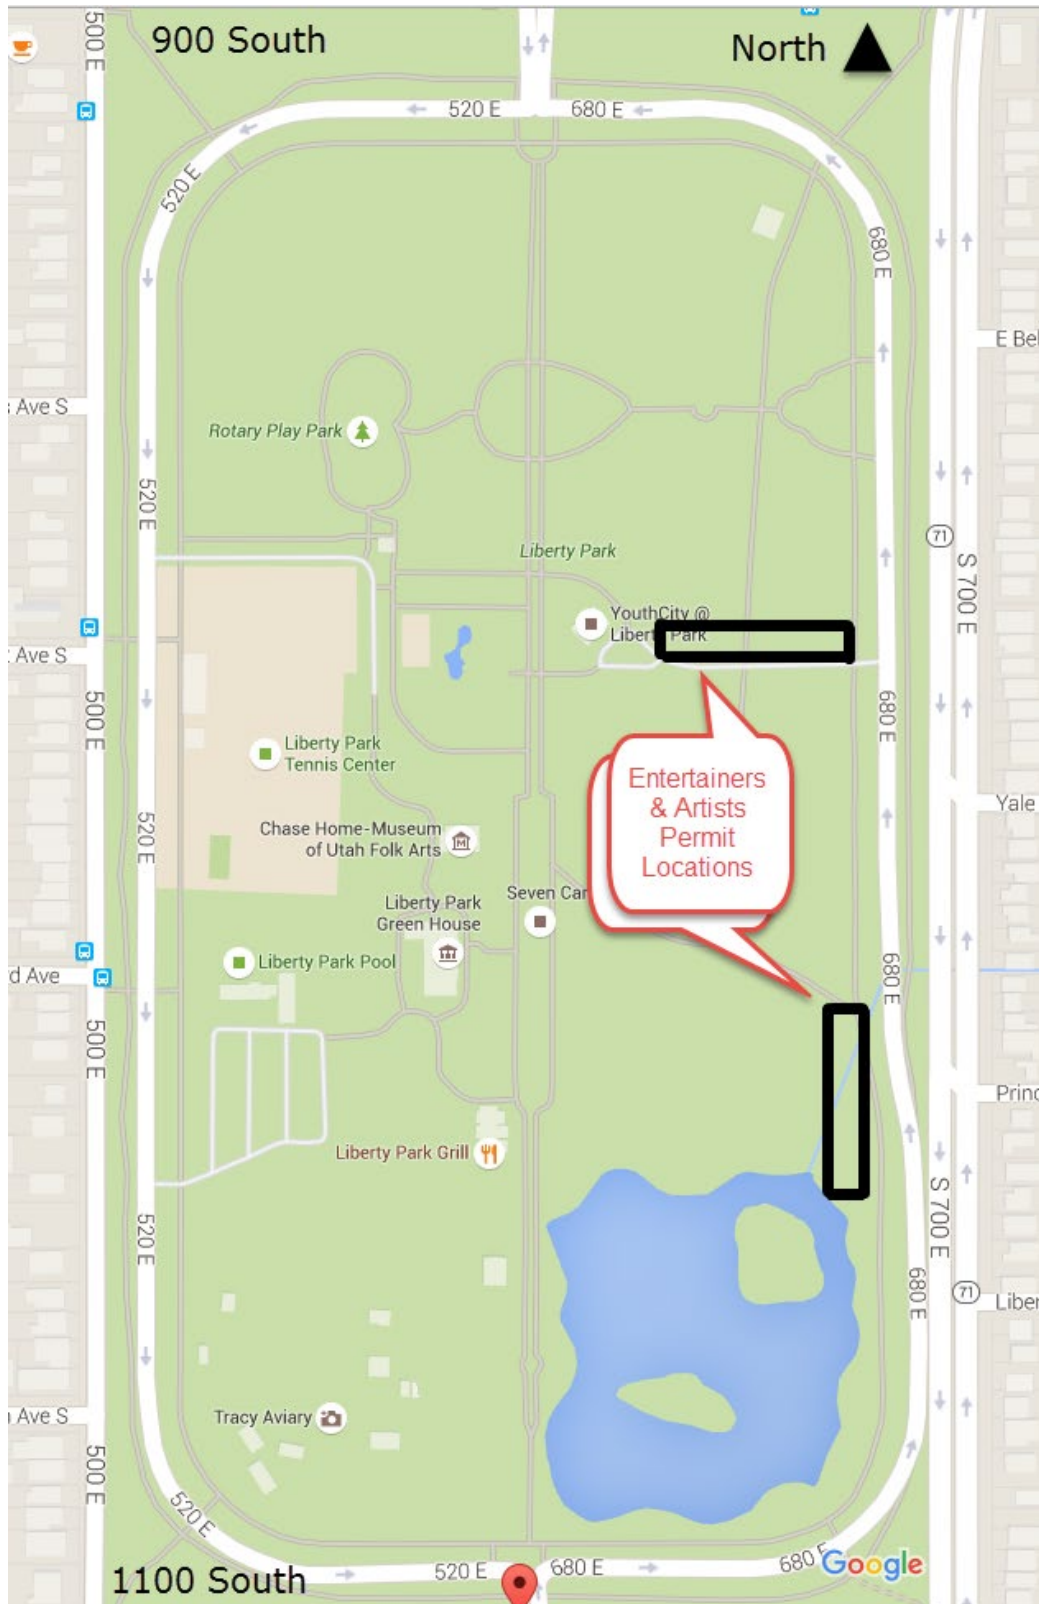 500 E
900 South
North
520 E
680 E
520 E
680 E
E Bel
Ave S
Rotary Play Park
520 E
Liberty Park
71
S 700 E
YouthCity @
Liberty Park
Ave S
500 E
680 E
Liberty Park
Tennis Center
Entertainers
& Artists
Permit
Locations
Yale
520 E
Chase Home-Museum
of Utah Folk Arts
M
Liberty Park
Green House
Seven Can
Liberty Park Pool
680 E
d Ave
500 E
Princ
Liberty Park Grill
S 700 E
520 E
680 E
71
Liber
Tracy Aviary
Ave S
500 E
520 E
520 E
680 E
680 E
Google
1100 South